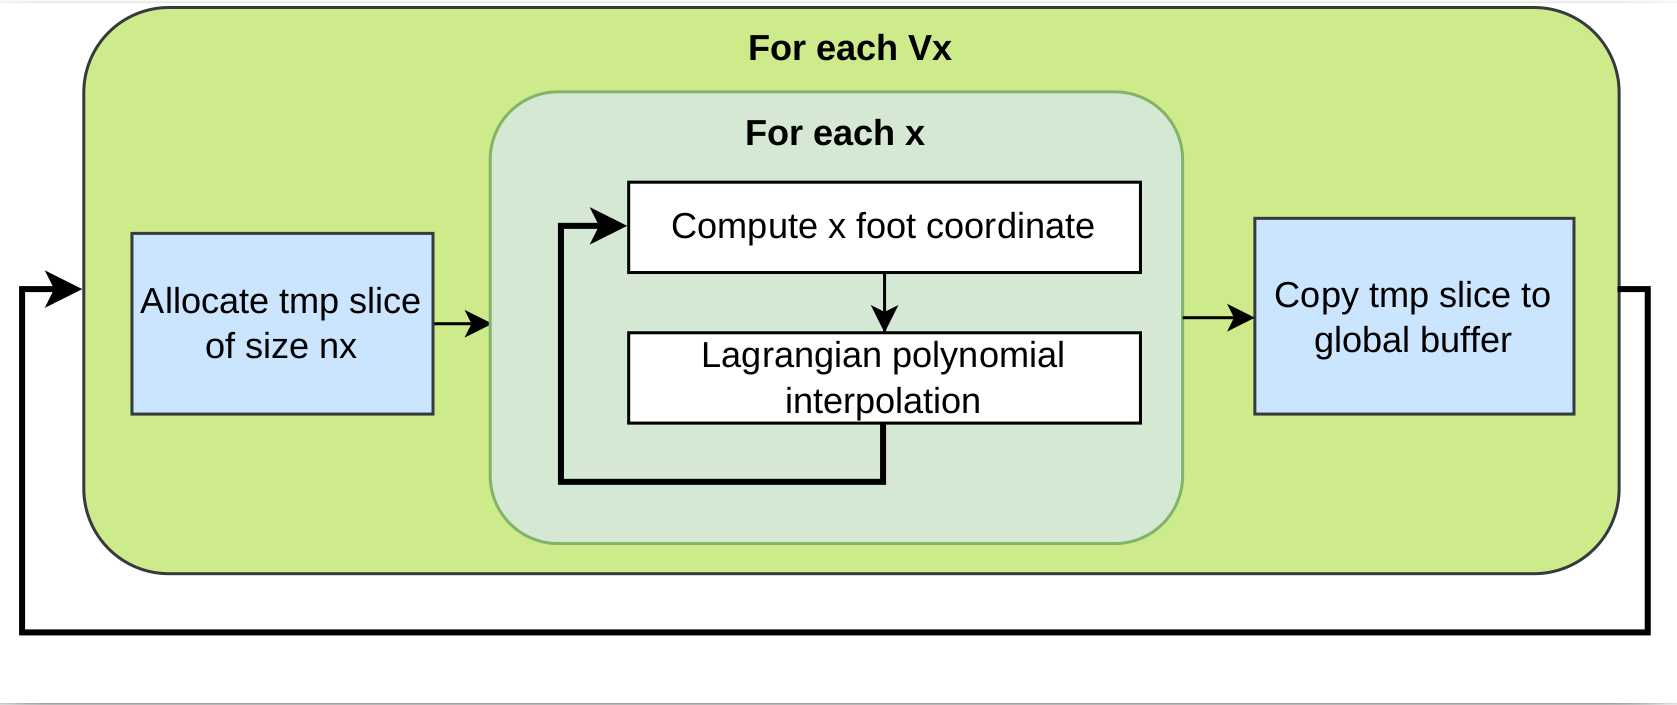 For each Vx
For each x
Compute x foot coordinate
Allocate tmp slice
of size nx
Lagrangian polynomial
interpolation
Copy tmp slice to
global buffer